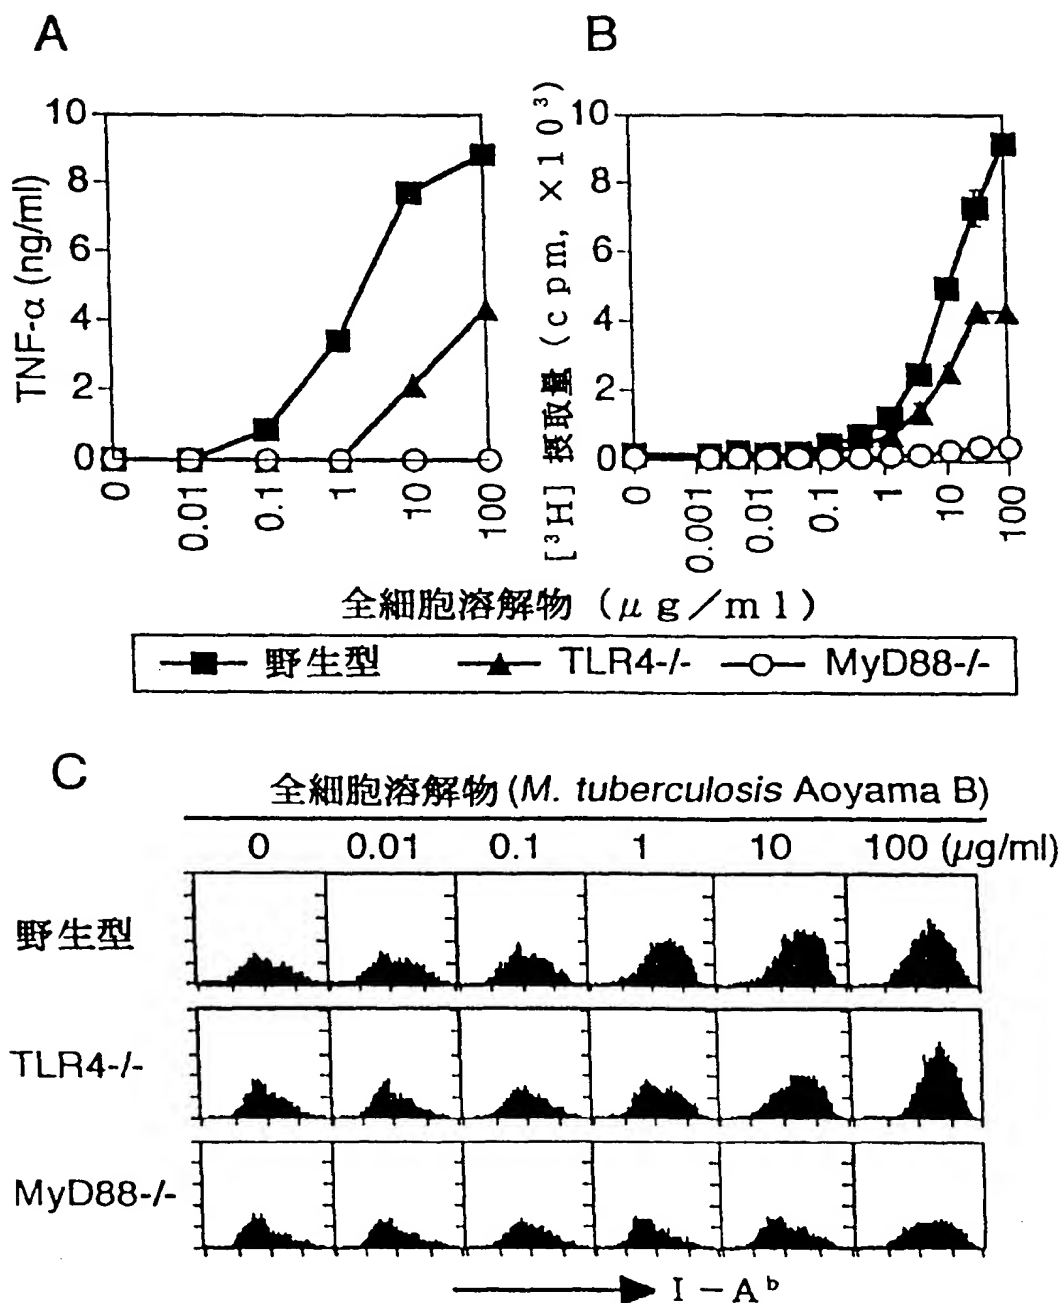 A
B
10
8
6
4
2
0
TNF-α (ng/ml)
0
0.01
0.1
1
10
100
10
8
6
4
2
0
[³H] 摂取量 (cpm, ×10³)
0
0.001
0.01
0.1
1
10
100
全細胞溶解物 (μg/ml)
野生型 TLR4-/- MyD88-/-
C
全細胞溶解物 (M. tuberculosis Aoyama B)
0 0.01 0.1 1 10 100 (μg/ml)
野生型
TLR4-/-
MyD88-/-
I-Aᵇ